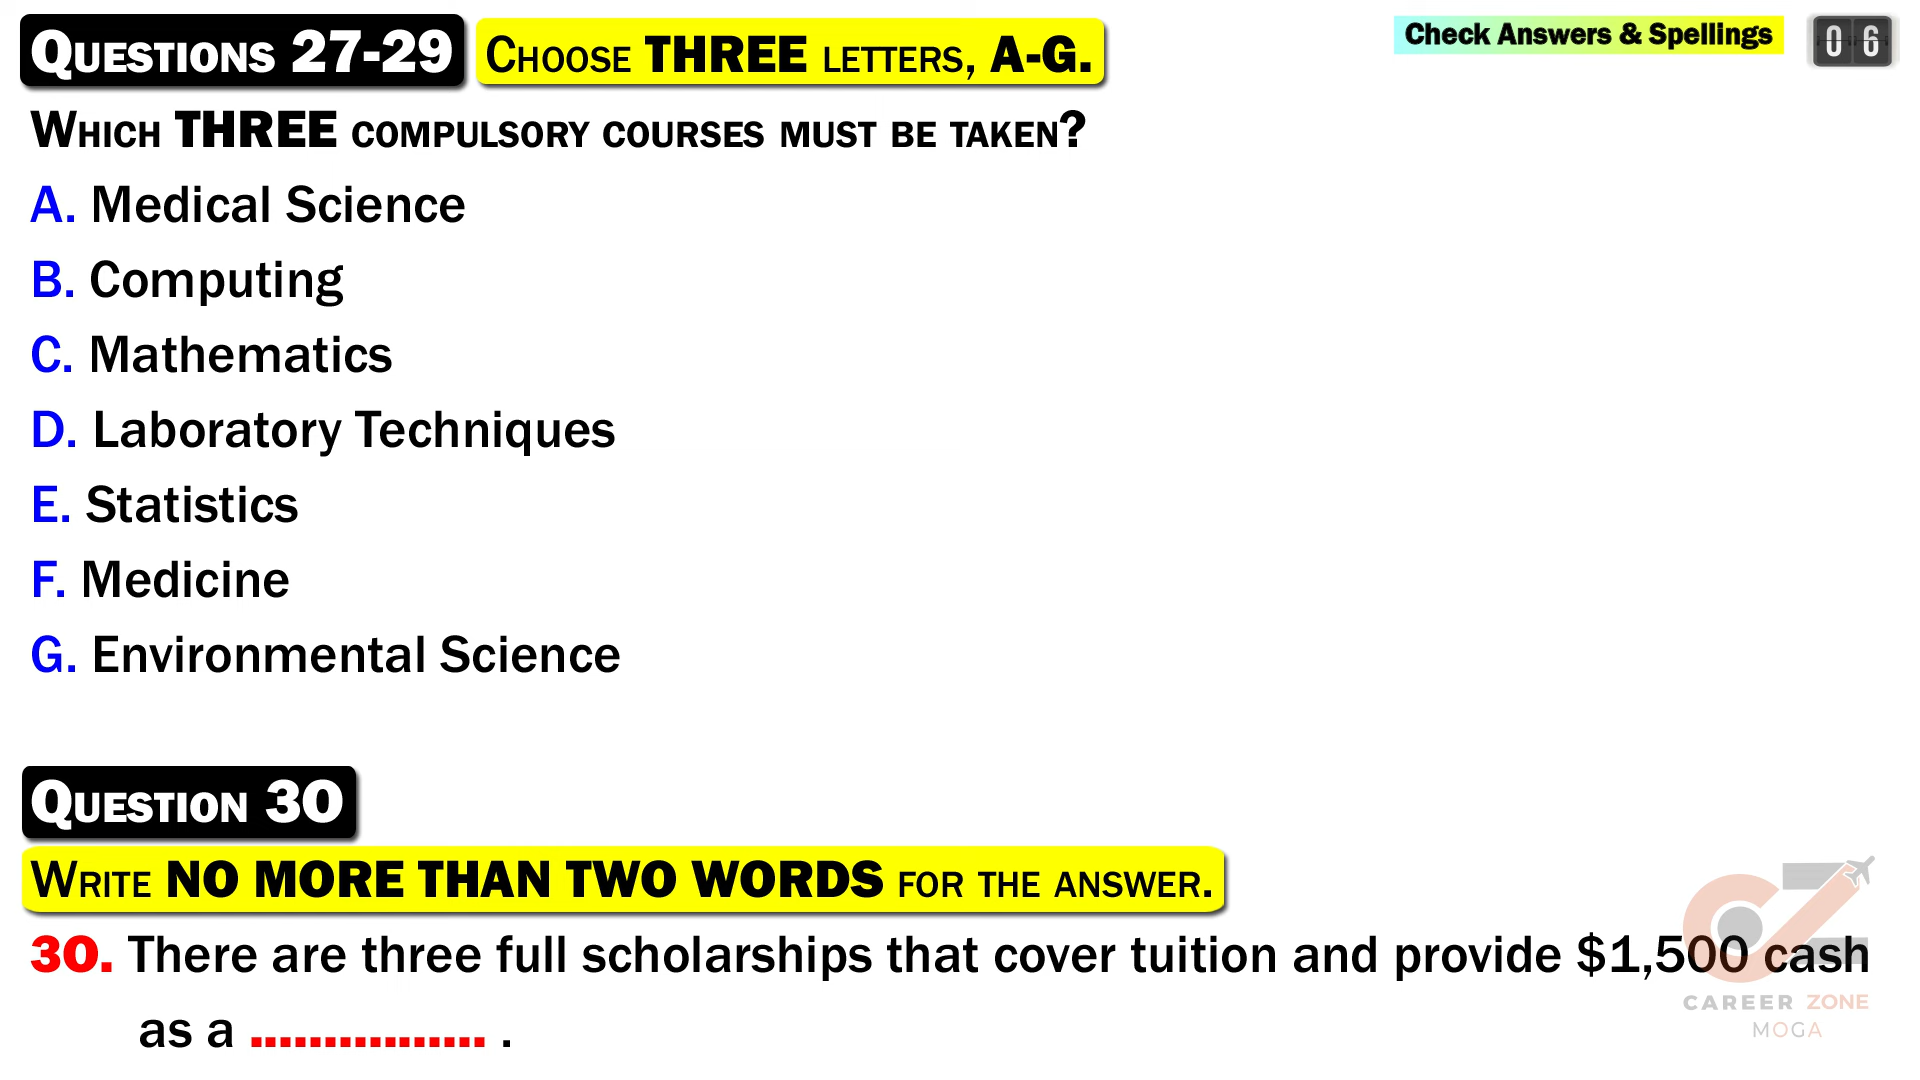 QUESTIONS 27-29 CHOOSE THREE LETTERS, A-G. Check Answers & Spellings 06
WHICH THREE COMPULSORY COURSES MUST BE TAKEN?
A. Medical Science
B. Computing
C. Mathematics
D. Laboratory Techniques
E. Statistics
F. Medicine
G. Environmental Science
QUESTION 30
WRITE NO MORE THAN TWO WORDS FOR THE ANSWER.
30. There are three full scholarships that cover tuition and provide $1,500 cash
as a ................ .
CZ
CAREER ZONE
MOGA